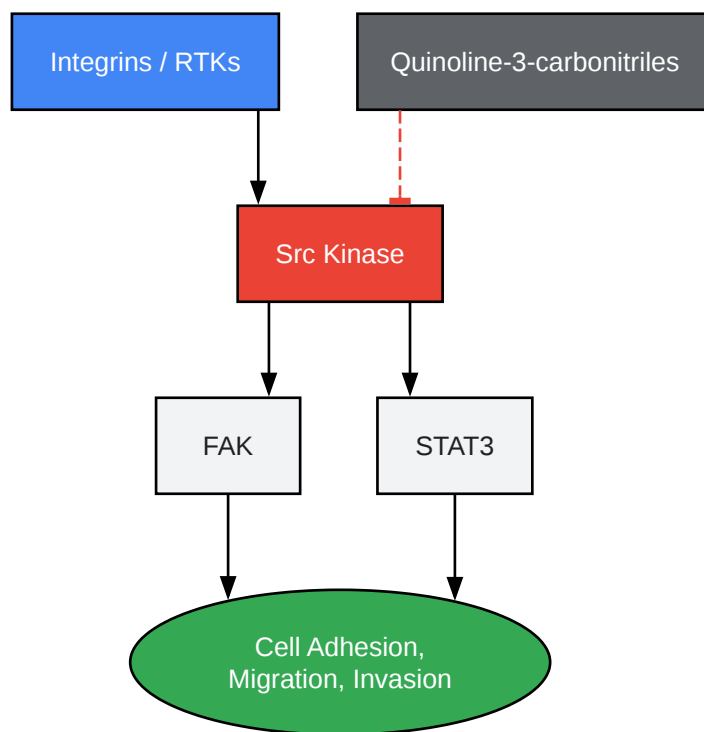 Integrins / RTKs
Quinoline-3-carbonitriles
Src Kinase
FAK
STAT3
Cell Adhesion,
Migration, Invasion